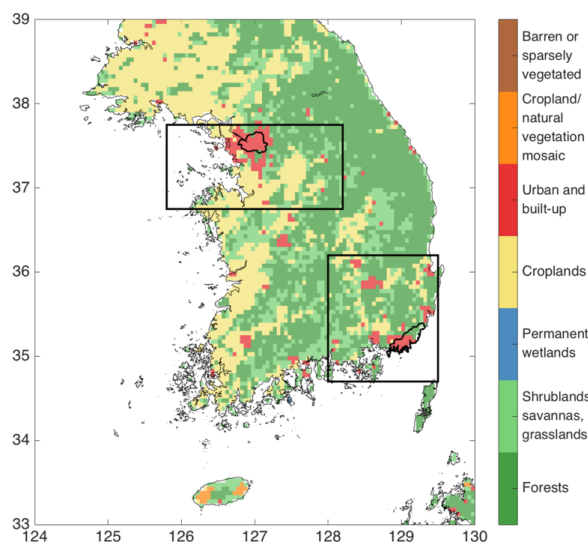 39
38
37
36
35
34
33
124
125
126
127
128
129
130
Barren or
sparsely
vegetated
Cropland/
natural
vegetation
mosaic
Urban and
built-up
Croplands
Permanent
wetlands
Shrublands
savannas,
grasslands
Forests